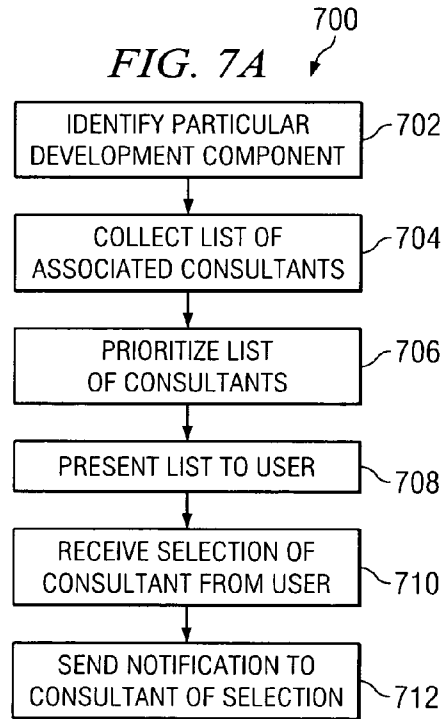 700
FIG. 7A
IDENTIFY PARTICULAR
DEVELOPMENT COMPONENT
702
COLLECT LIST OF
ASSOCIATED CONSULTANTS
704
PRIORITIZE LIST
OF CONSULTANTS
706
PRESENT LIST TO USER
708
RECEIVE SELECTION OF
CONSULTANT FROM USER
710
SEND NOTIFICATION TO
CONSULTANT OF SELECTION
712